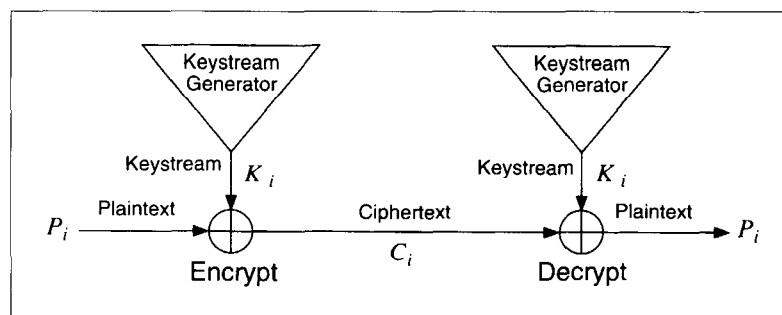 Keystream
Generator
Keystream
Generator
Keystream
K i
Keystream
K i
P i
Plaintext
Ciphertext
Plaintext
P i
C i
Encrypt
Decrypt